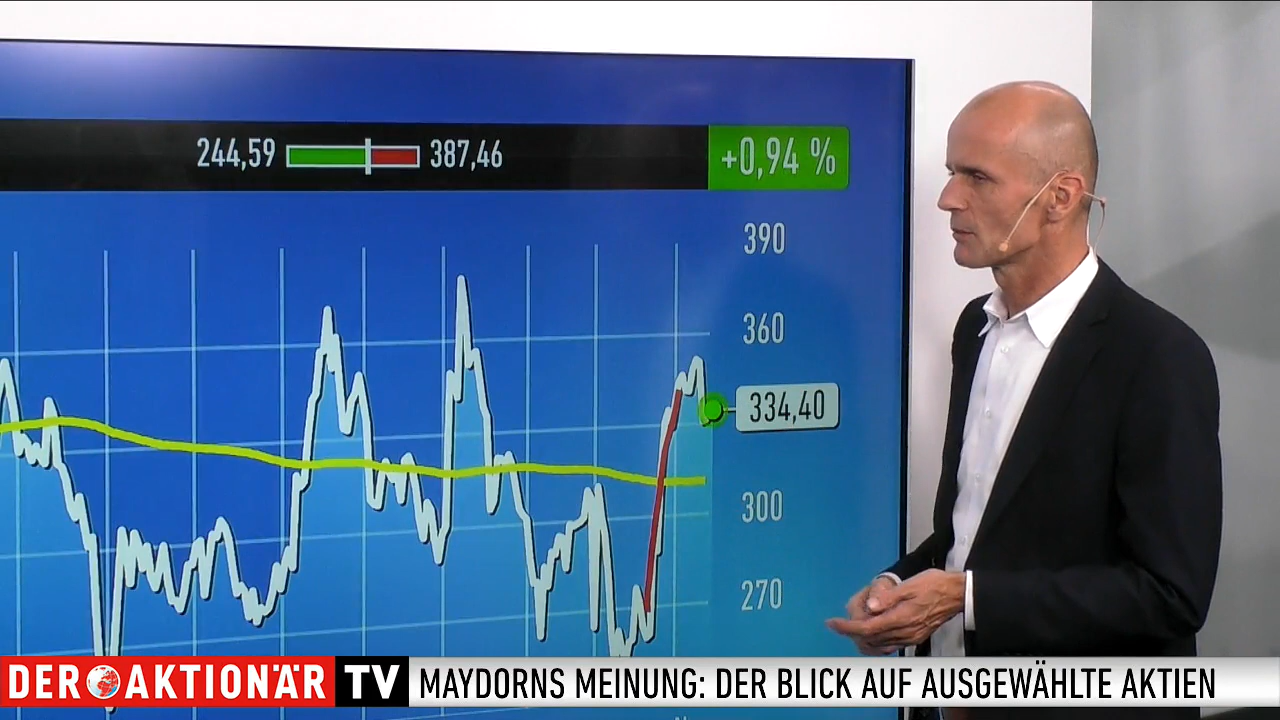 244,59 387,46 +0,94 %
390
360
334,40
300
270
DER AKTIONÄR TV MAYDORNS MEINUNG: DER BLICK AUF AUSGEWÄHLTE AKTIEN